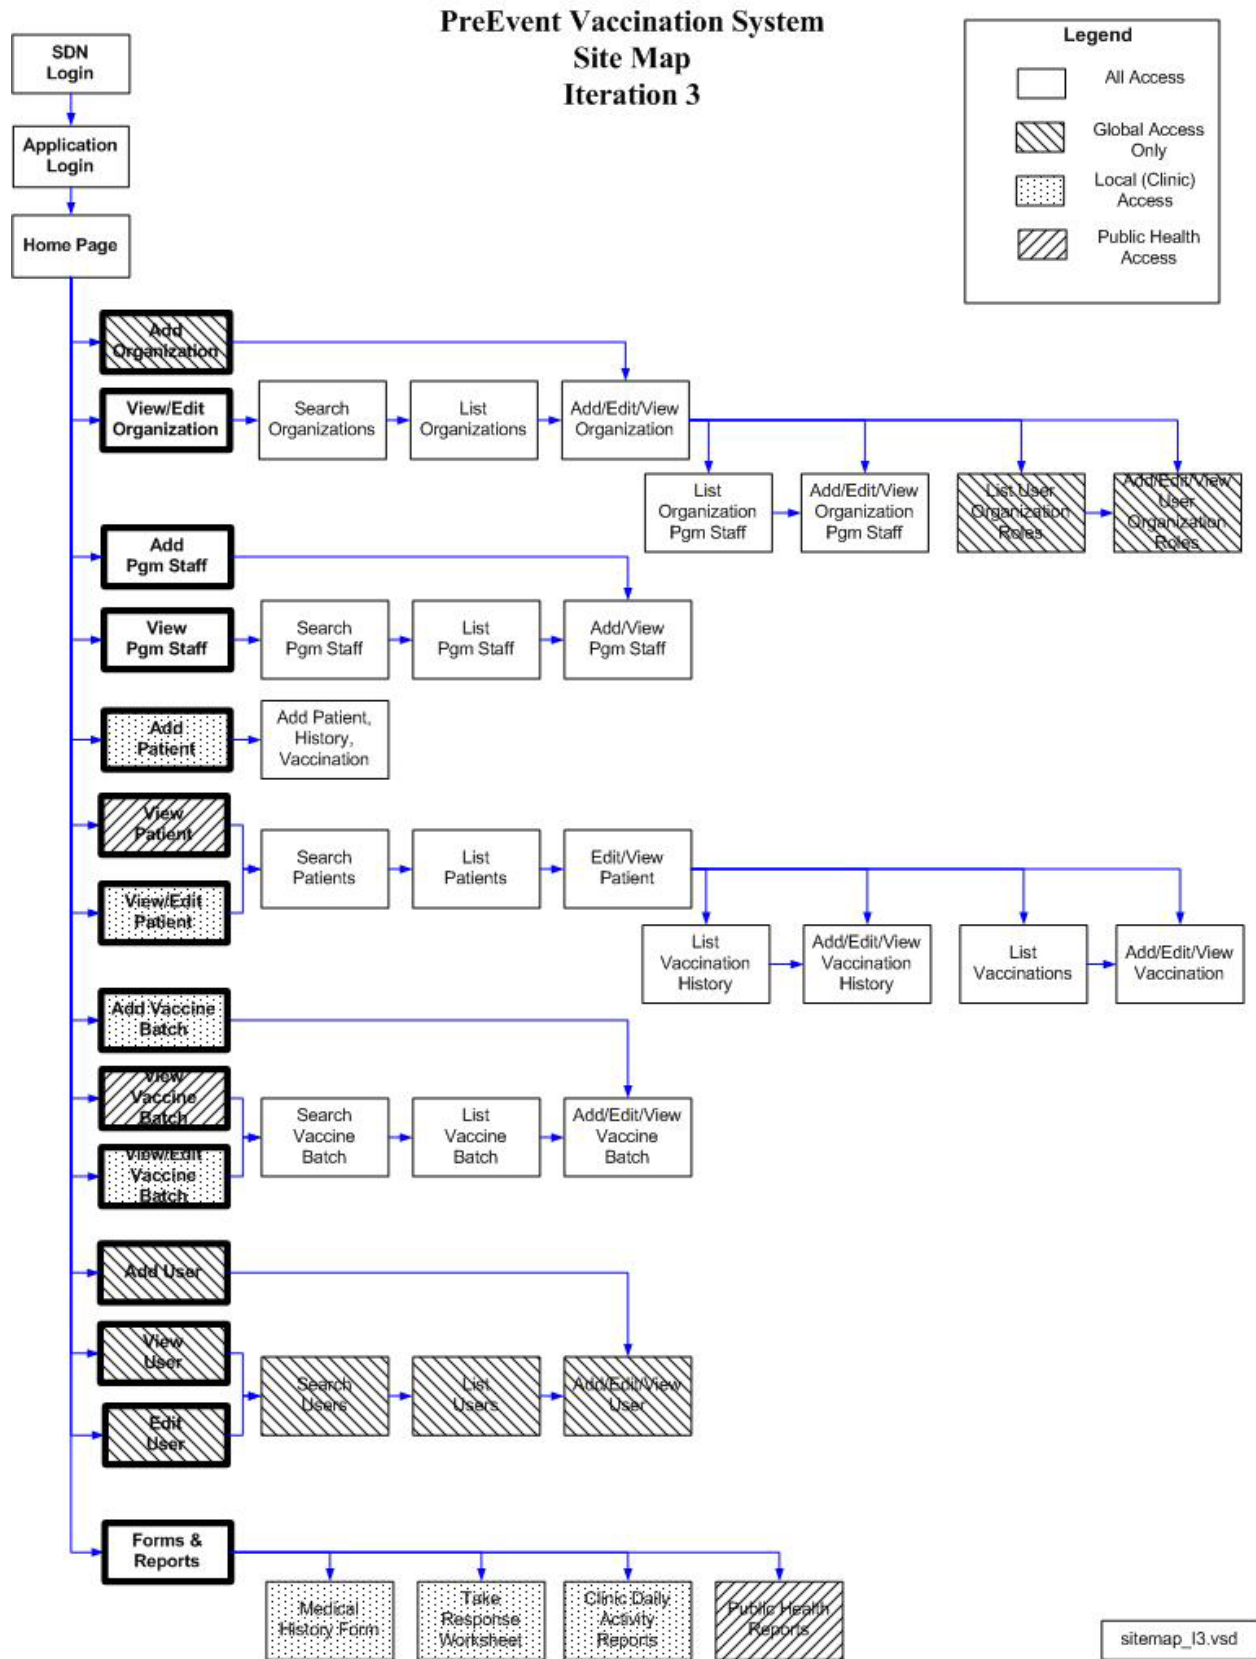 PreEvent Vaccination System
Site Map
Iteration 3
SDN
Login
Application
Login
Home Page
Legend
All Access
Global Access
Only
Local (Clinic)
Access
Public Health
Access
Add
Organization
View/Edit
Organization
Search
Organizations
List
Organizations
Add/Edit/View
Organization
List
Organization
Pgm Staff
Add/Edit/View
Organization
Pgm Staff
List User
Organization
Roles
Add/Edit/View
User
Organization
Roles
Add
Pgm Staff
View
Pgm Staff
Search
Pgm Staff
List
Pgm Staff
Add/View
Pgm Staff
Add
Patient
Add Patient,
History,
Vaccination
View
Patient
View/Edit
Patient
Search
Patients
List
Patients
Edit/View
Patient
List
Vaccination
History
Add/Edit/View
Vaccination
History
List
Vaccinations
Add/Edit/View
Vaccination
Add Vaccine
Batch
View
Vaccine
Batch
View/Edit
Vaccine
Batch
Search
Vaccine
Batch
List
Vaccine
Batch
Add/Edit/View
Vaccine
Batch
Add User
View
User
Edit
User
Search
Users
List
Users
Add/Edit/View
User
Forms &
Reports
Medical
History Form
Take
Response
Worksheet
Clinic Daily
Activity
Reports
Public Health
Reports
sitemap_I3.vsd